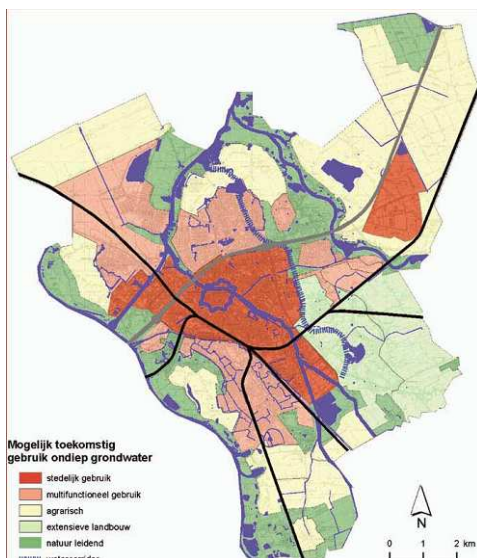 Mogelijk toekomstig
gebruik ondiep grondwater
stedelijk gebruik
multifunctioneel gebruik
agrarisch
extensieve landbouw
natuur leidend
N
0 1 2 km